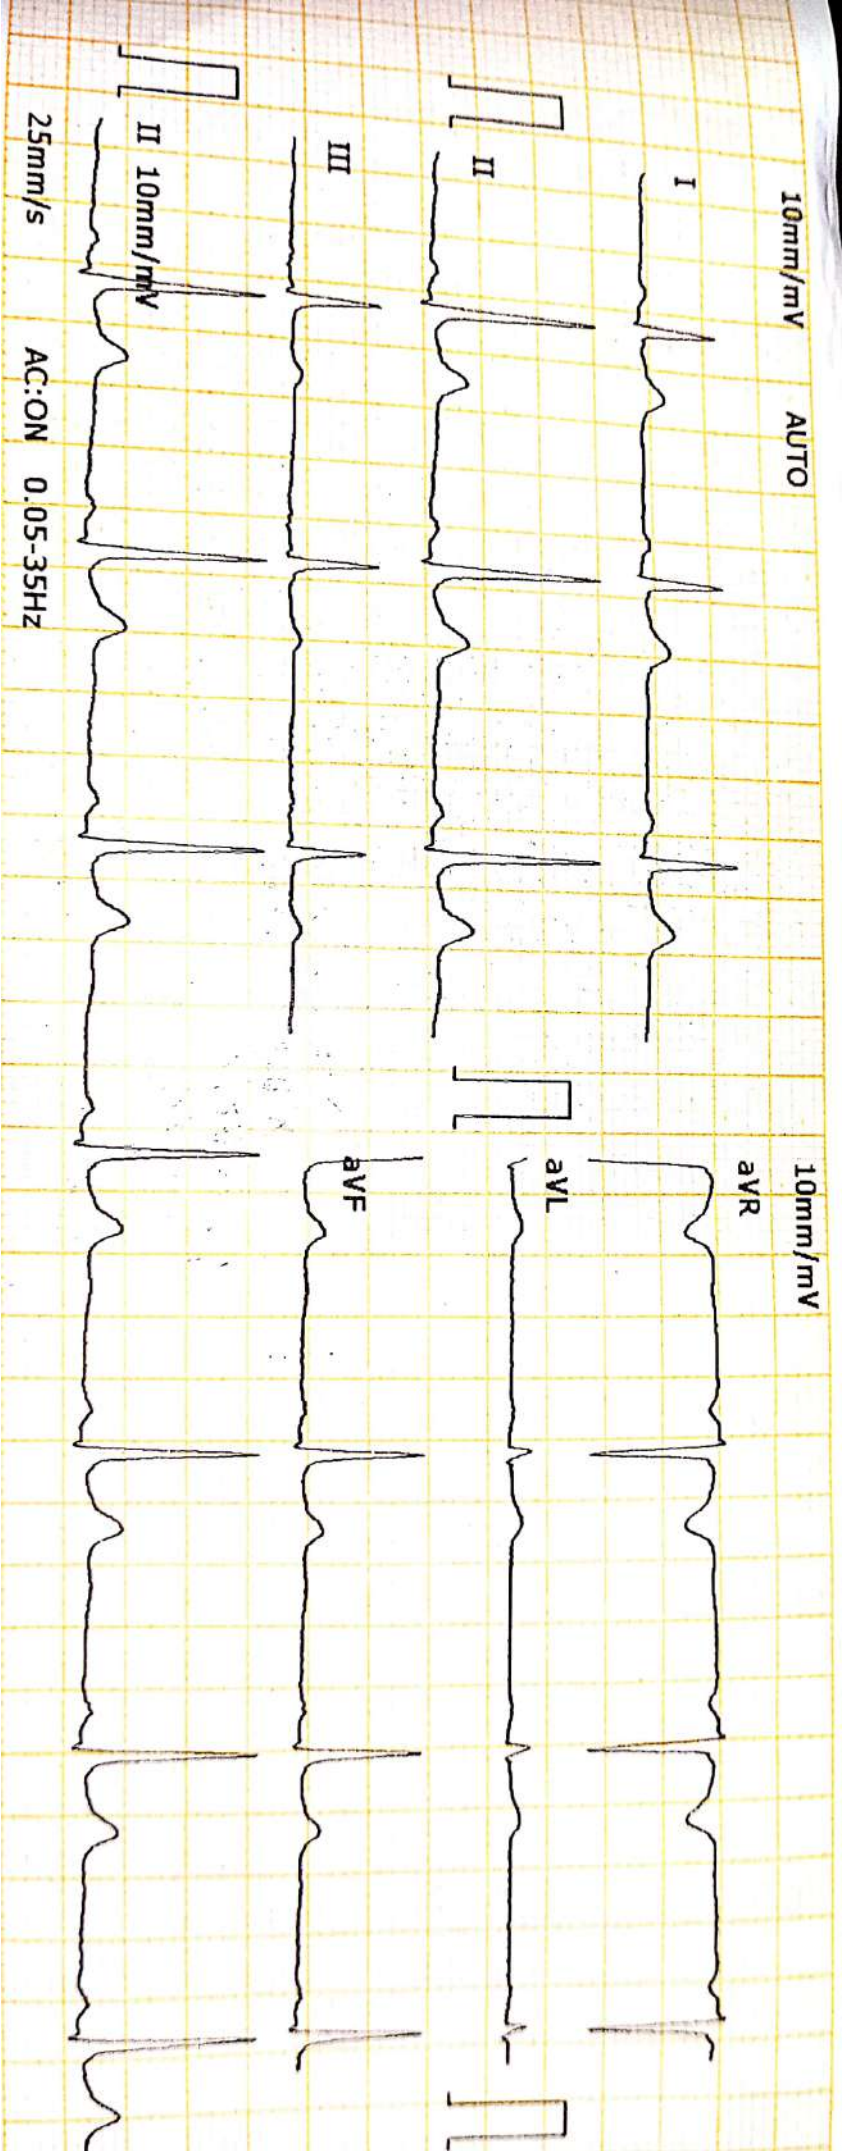 10mm/mV AUTO 10mm/mV
I aVR
II aVL
III aVF
II 10mm/mV
25mm/s AC:ON 0.05-35Hz